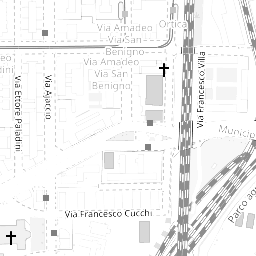 Via Amadeo
Ortica
Via San
Benigno
Via Amadeo
Via San
Benigno
Via Ettore Paladini
Via Ajaccio
Via Francesco Villa
Via Francesco Cucchi
Parco